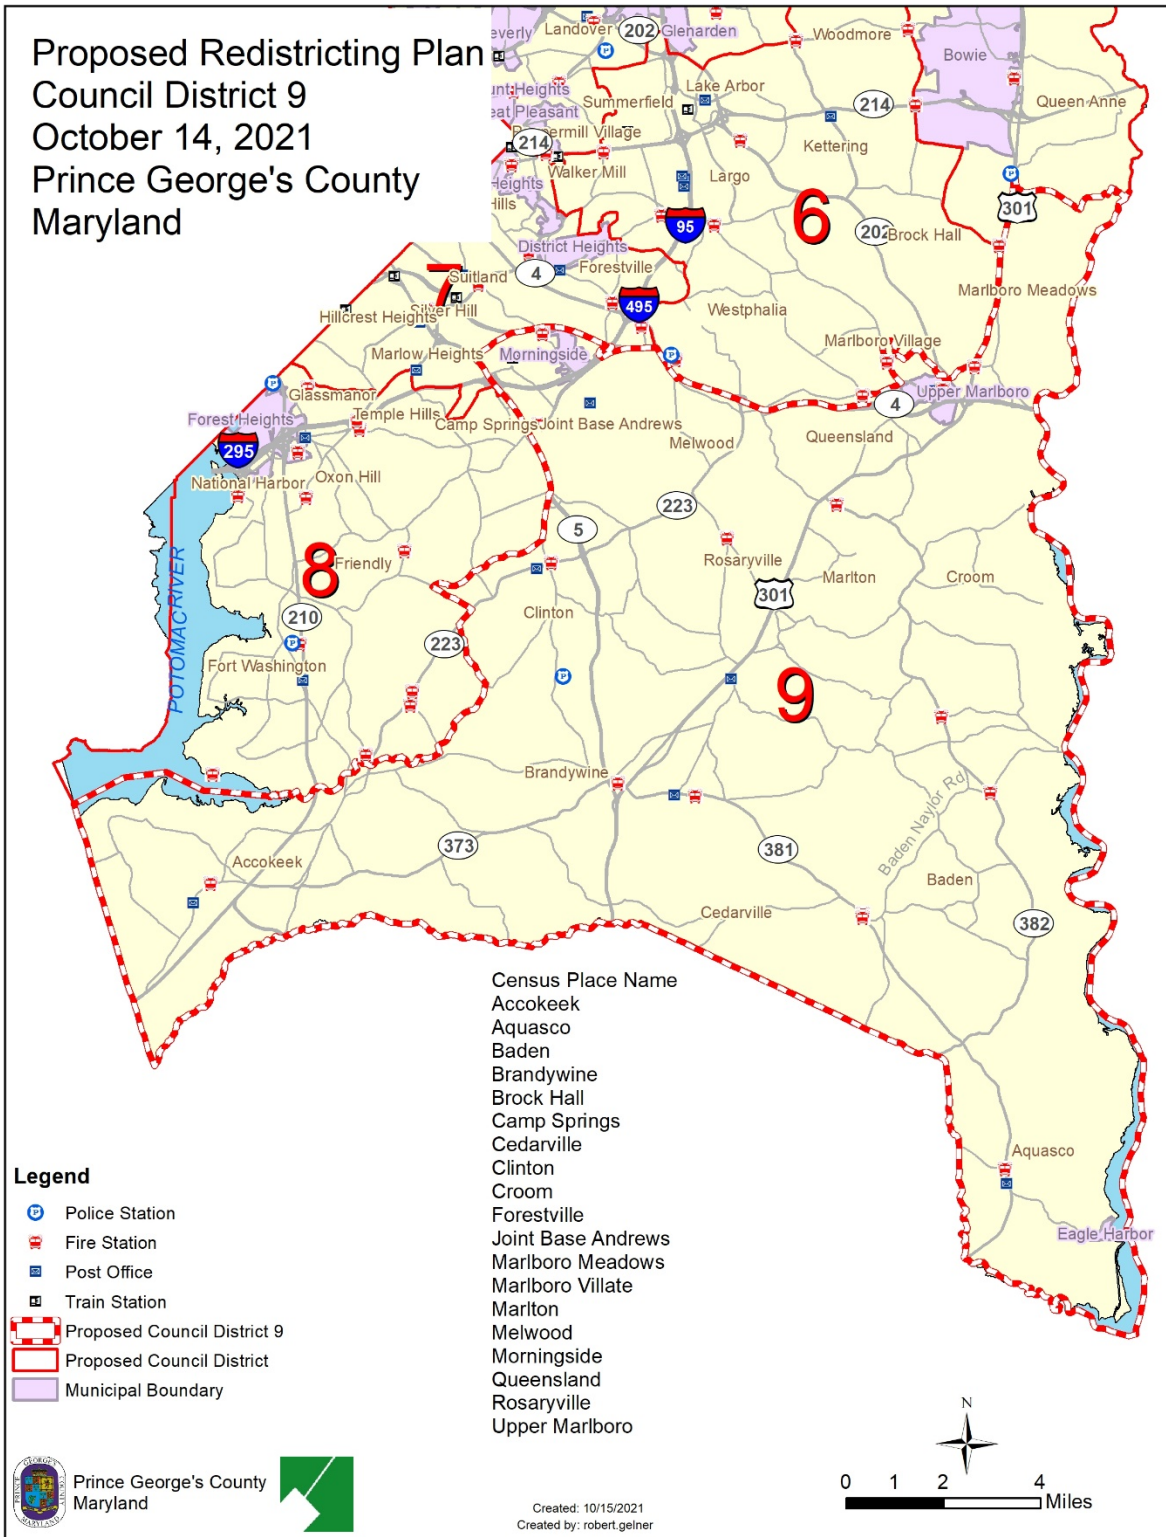 Proposed Redistricting Plan
Council District 9
October 14, 2021
Prince George's County
Maryland
Landover
202
Glenarden
Woodmore
Bowie
Lake Arbor
Summerfield
214
Queen Anne
214
Kettering
Walker Mill
Largo
6
301
95
202
Brock Hall
District Heights
Forestville
7
Suitland
4
Marlboro Meadows
495
Westphalia
Silver Hill
Hillcrest Heights
Marlboro Village
Marlow Heights
Morningside
Glassmanor
Upper Marlboro
4
Forest Heights
Temple Hills
Camp Springs
Joint Base Andrews
Queensland
Melwood
295
National Harbor
Oxon Hill
223
5
Rosaryville
Friendly
8
Marlton
Croom
301
POTOMAC RIVER
210
Clinton
223
Fort Washington
9
Brandywine
Baden Naylor Rd
373
381
Accokeek
Baden
Cedarville
382
Census Place Name
Accokeek
Aquasco
Baden
Brandywine
Brock Hall
Camp Springs
Cedarville
Clinton
Croom
Forestville
Joint Base Andrews
Marlboro Meadows
Marlboro Villate
Marlton
Melwood
Morningside
Queensland
Rosaryville
Upper Marlboro
Aquasco
Eagle Harbor
Legend
Police Station
Fire Station
Post Office
Train Station
Proposed Council District 9
Proposed Council District
Municipal Boundary
Prince George's County
Maryland
Created: 10/15/2021
Created by: robert.gelner
N
0 1 2 4
Miles